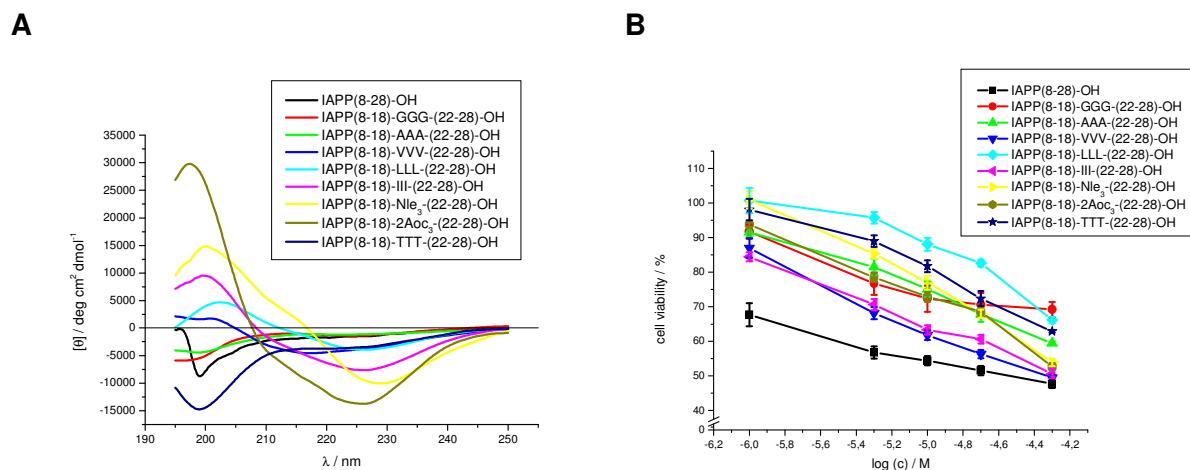 A
IAPP(8-28)-OH
IAPP(8-18)-GGG-(22-28)-OH
IAPP(8-18)-AAA-(22-28)-OH
IAPP(8-18)-VVV-(22-28)-OH
IAPP(8-18)-LLL-(22-28)-OH
IAPP(8-18)-III-(22-28)-OH
IAPP(8-18)-Nle3-(22-28)-OH
IAPP(8-18)-2Aoc3-(22-28)-OH
IAPP(8-18)-TTT-(22-28)-OH
35000
30000
25000
20000
15000
10000
5000
0
-5000
-10000
-15000
[θ] / deg cm² dmol⁻¹
190 200 210 220 230 240 250
λ / nm
B
IAPP(8-28)-OH
IAPP(8-18)-GGG-(22-28)-OH
IAPP(8-18)-AAA-(22-28)-OH
IAPP(8-18)-VVV-(22-28)-OH
IAPP(8-18)-LLL-(22-28)-OH
IAPP(8-18)-III-(22-28)-OH
IAPP(8-18)-Nle3-(22-28)-OH
IAPP(8-18)-2Aoc3-(22-28)-OH
IAPP(8-18)-TTT-(22-28)-OH
110
100
90
80
70
60
50
40
0
cell viability / %
-6,2 -6,0 -5,8 -5,6 -5,4 -5,2 -5,0 -4,8 -4,6 -4,4 -4,2
log (c) / M